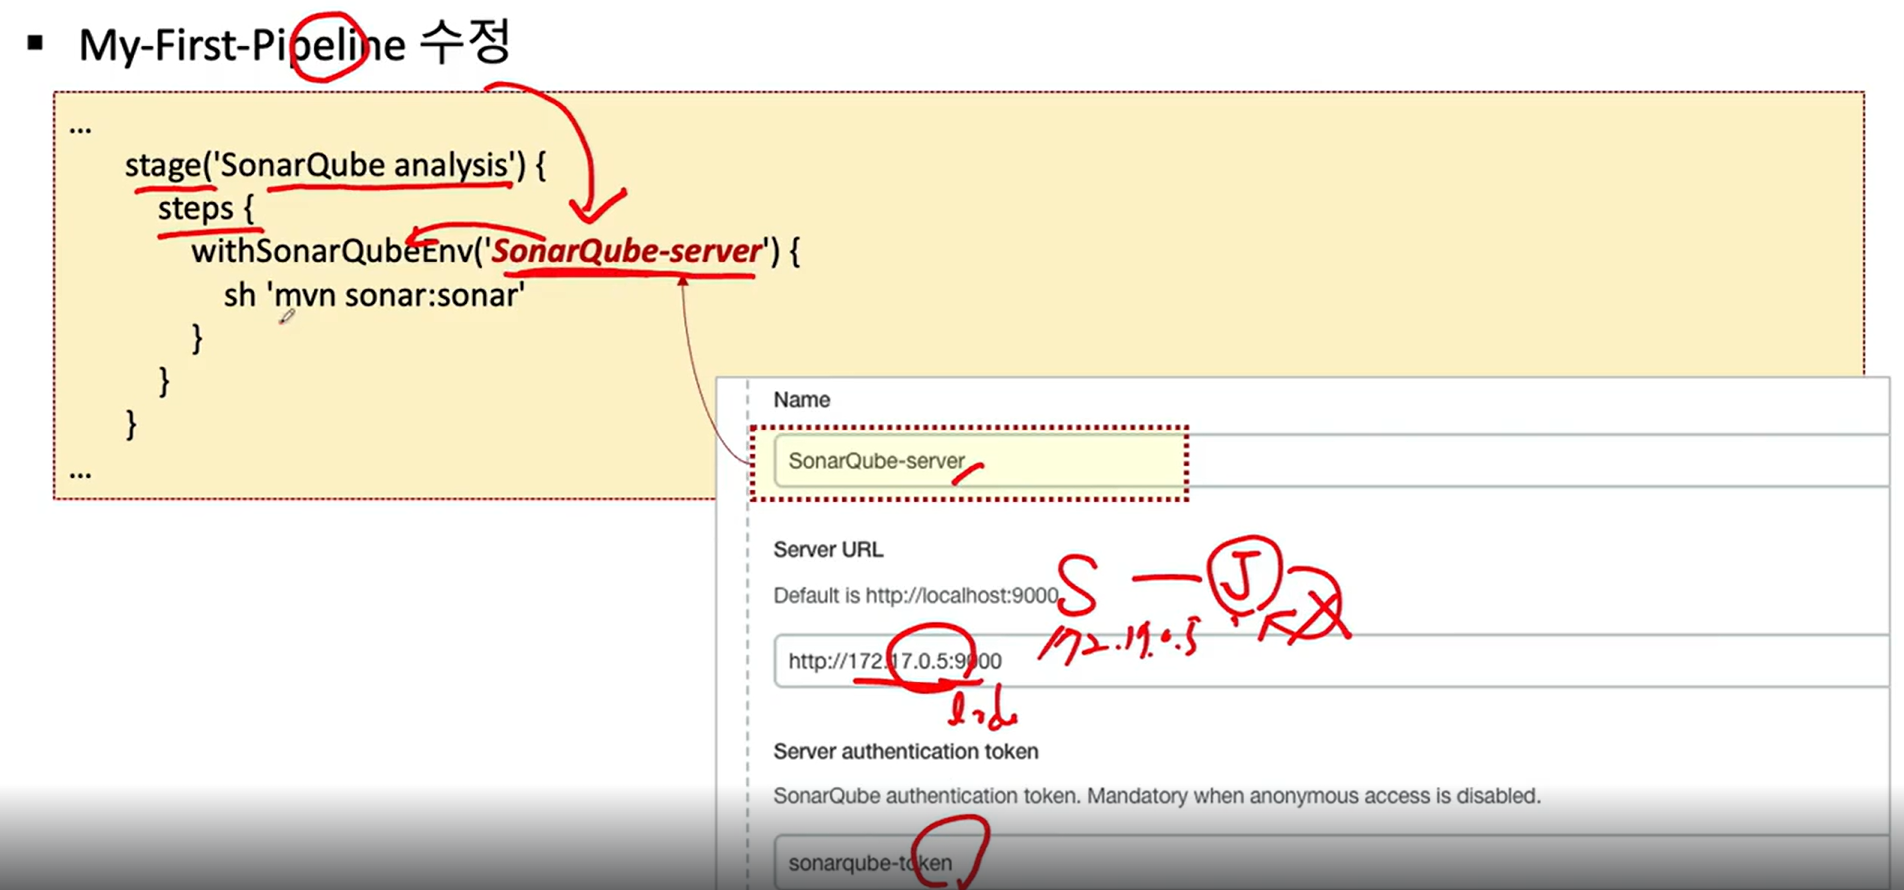 ▪ My-First-Pipeline 수정
...
stage('SonarQube analysis') {
steps {
withSonarQubeEnv('SonarQube-server') {
sh 'mvn sonar:sonar'
}
}
}
...
Name
SonarQube-server
Server URL
Default is http://localhost:9000
S — J
172.19.0.5
http://172.17.0.5:9000
Server authentication token
SonarQube authentication token. Mandatory when anonymous access is disabled.
sonarqube-token